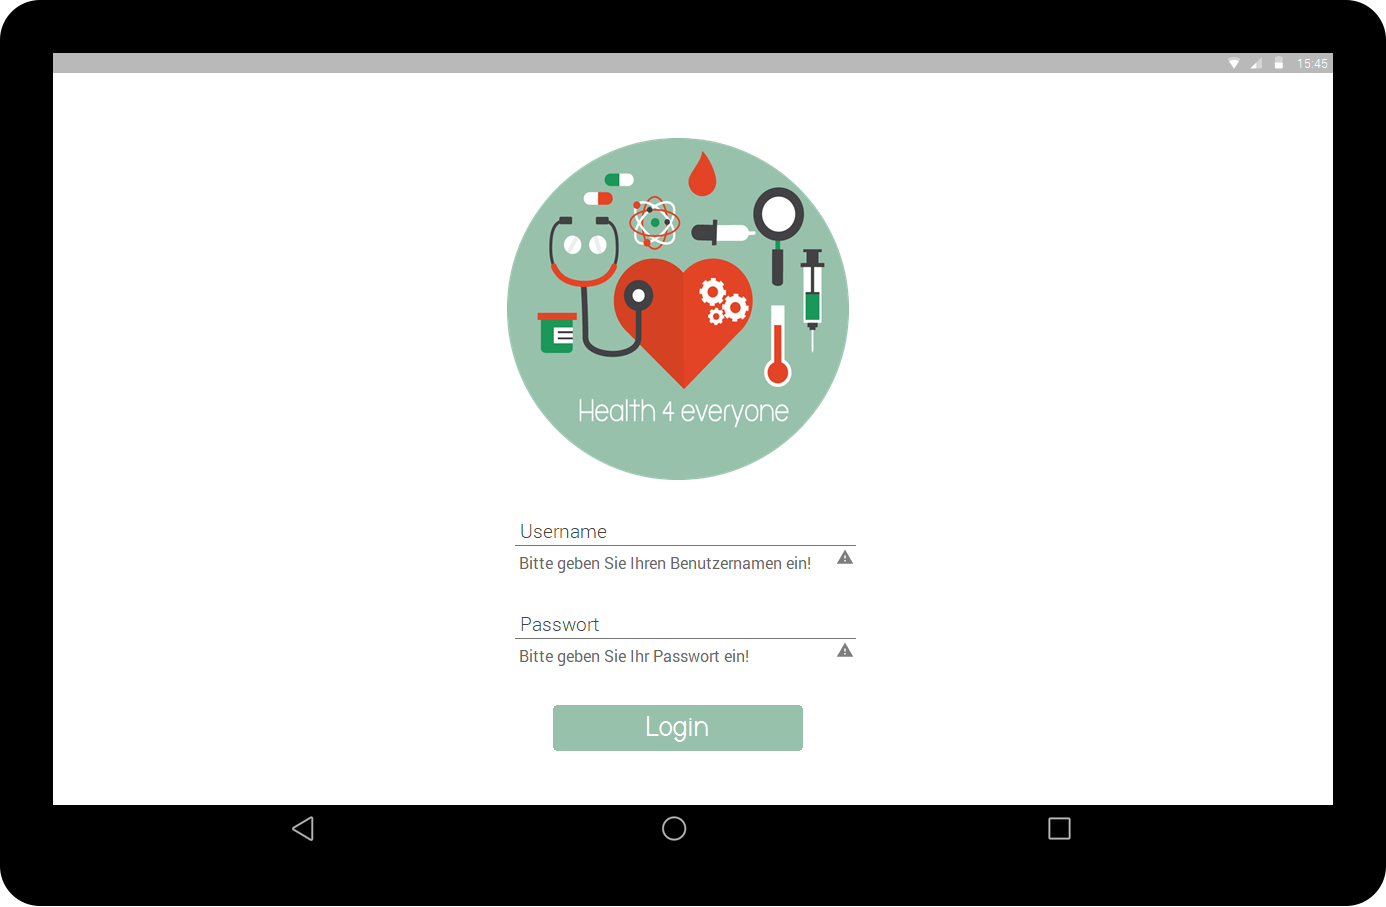 15:45
Health 4 everyone
Username
Bitte geben Sie Ihren Benutzernamen ein!
Passwort
Bitte geben Sie Ihr Passwort ein!
Login